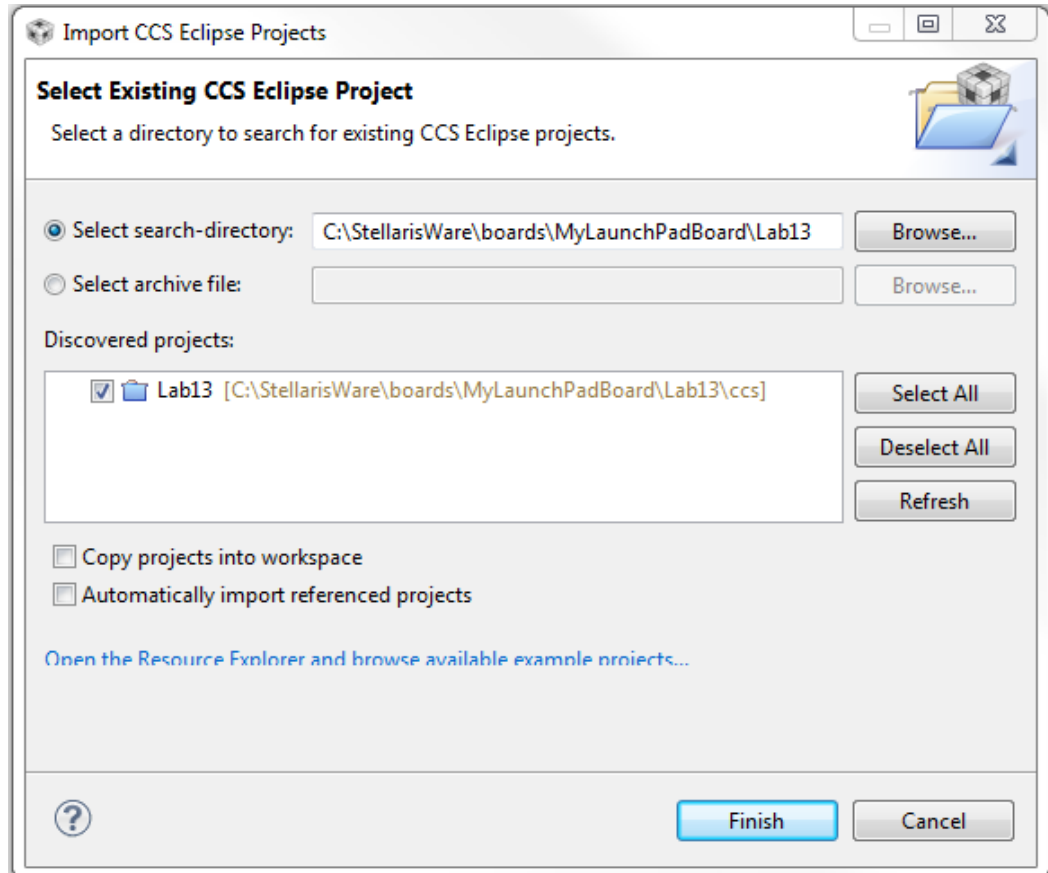 Import CCS Eclipse Projects
Select Existing CCS Eclipse Project
Select a directory to search for existing CCS Eclipse projects.
Select search-directory: C:\StellarisWare\boards\MyLaunchPadBoard\Lab13 Browse...
Select archive file: Browse...
Discovered projects:
Lab13 [C:\StellarisWare\boards\MyLaunchPadBoard\Lab13\ccs] Select All
Deselect All
Refresh
Copy projects into workspace
Automatically import referenced projects
Open the Resource Explorer and browse available example projects...
? Finish Cancel